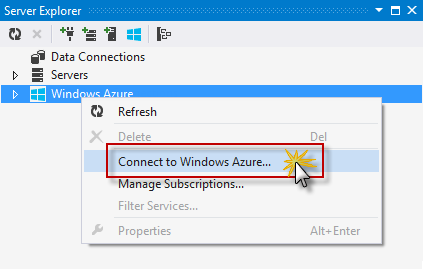 Server Explorer
Data Connections
Servers
Windows Azure
Refresh
Delete Del
Connect to Windows Azure...
Manage Subscriptions...
Filter Services...
Properties Alt+Enter